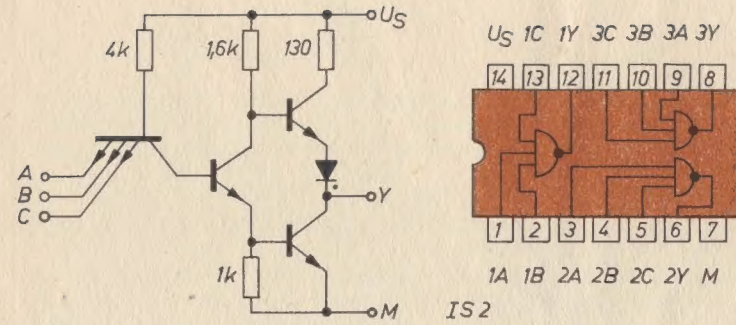 U_S
4k 1,6k 130
A
B
C
Y
1k
M
U_S 1C 1Y 3C 3B 3A 3Y
14 13 12 11 10 9 8
1 2 3 4 5 6 7
1A 1B 2A 2B 2C 2Y M
IS 2